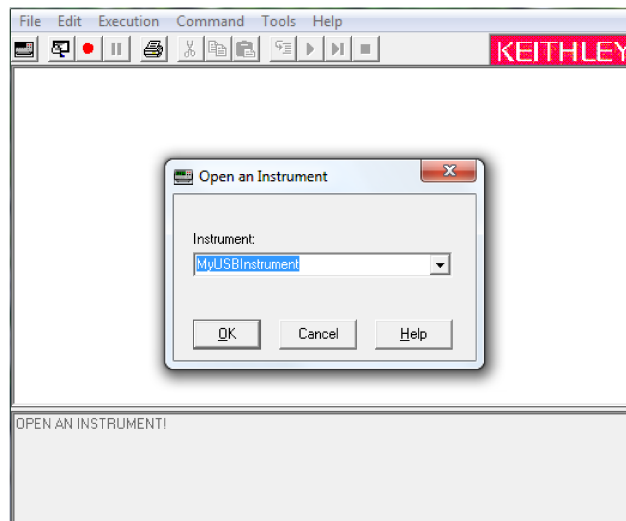 File Edit Execution Command Tools Help
KEITHLEY
Open an Instrument
Instrument:
MyUSBInstrument
OK Cancel Help
OPEN AN INSTRUMENT!